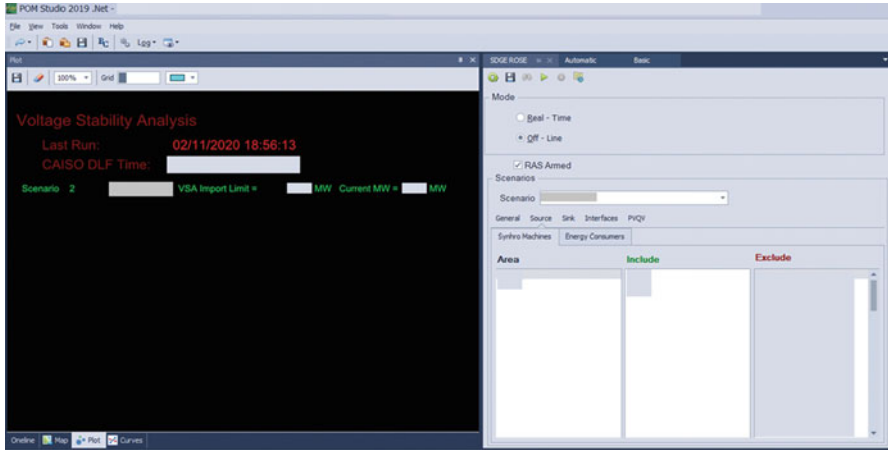 POM Studio 2019 .Net -
File View Tools Window Help
Log
Plot
100% Grid
Voltage Stability Analysis
Last Run: 02/11/2020 18:56:13
CAISO DLF Time:
Scenario 2 VSA Import Limit = MW Current MW = MW
Oneline Map Plot Curves
SDGE ROSE Automatic Basic
Mode
Real - Time
Off - Line
RAS Armed
Scenarios
Scenario
General Source Sink Interfaces PVQV
Synhro Machines Energy Consumers
Area Include Exclude